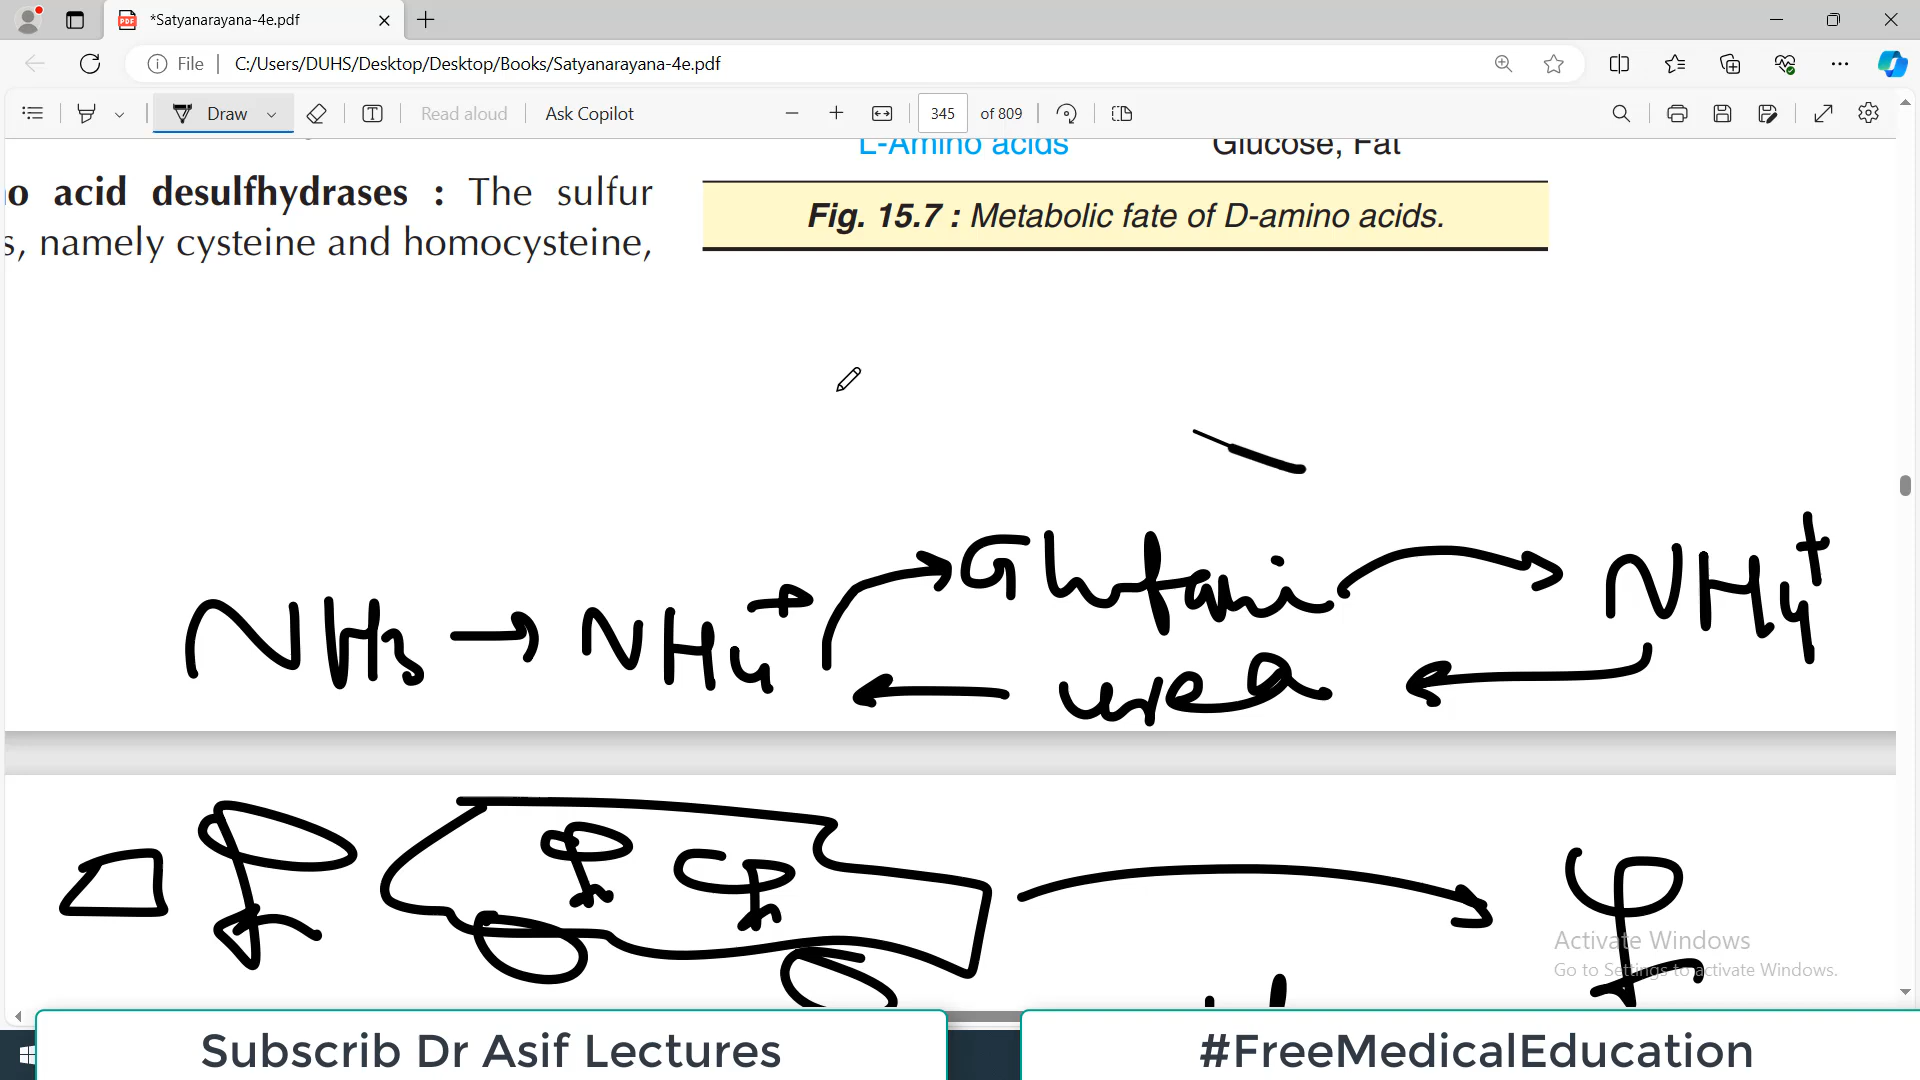 *Satyanarayana-4e.pdf
File
C:/Users/DUHS/Desktop/Desktop/Books/Satyanarayana-4e.pdf
Draw
Read aloud
Ask Copilot
345 of 809
L-Amino acids
Glucose, Fat
o acid desulfhydrases : The sulfur
s, namely cysteine and homocysteine,
Fig. 15.7 : Metabolic fate of D-amino acids.
NH3 → NH4+
NH4+
urea
Activate Windows
Go to Settings to activate Windows.
Subscrib Dr Asif Lectures
#FreeMedicalEducation